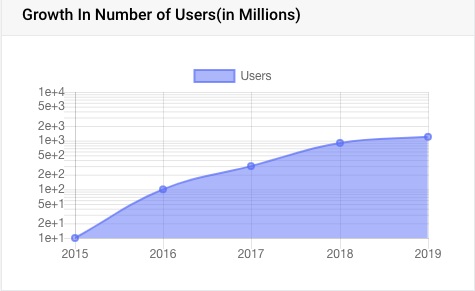 Growth In Number of Users(in Millions)
Users
1e+4
5e+3
2e+3
1e+3
5e+2
2e+2
1e+2
5e+1
2e+1
1e+1
2015 2016 2017 2018 2019